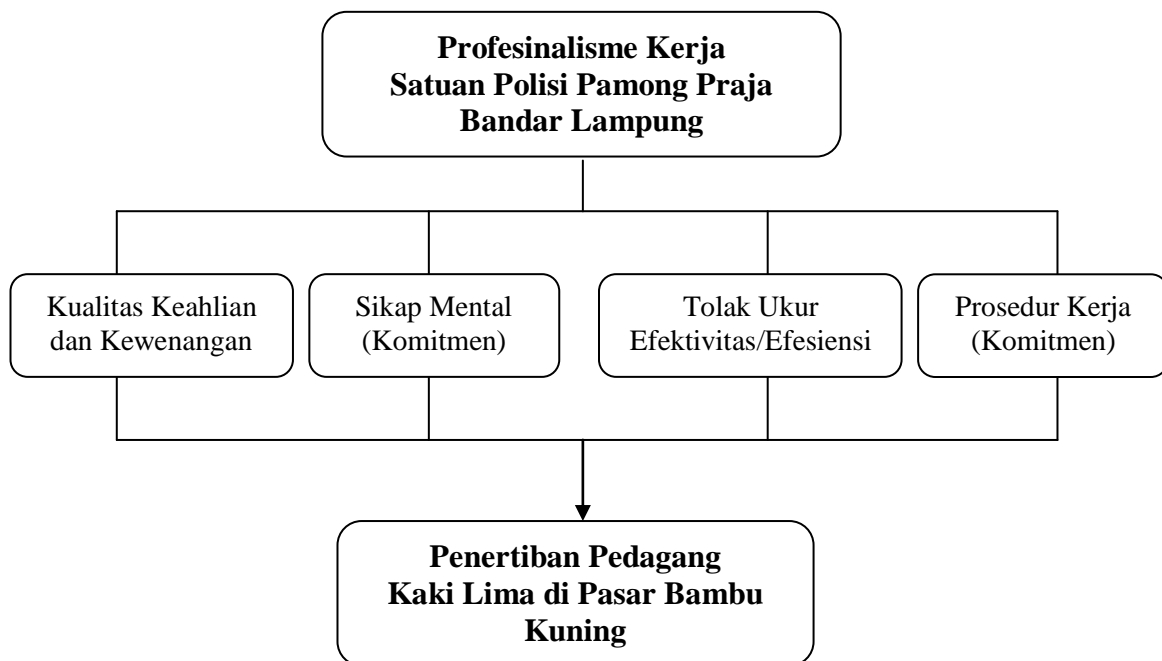 Profesinalisme Kerja
Satuan Polisi Pamong Praja
Bandar Lampung
Kualitas Keahlian
dan Kewenangan
Sikap Mental
(Komitmen)
Tolak Ukur
Efektivitas/Efesiensi
Prosedur Kerja
(Komitmen)
Penertiban Pedagang
Kaki Lima di Pasar Bambu
Kuning